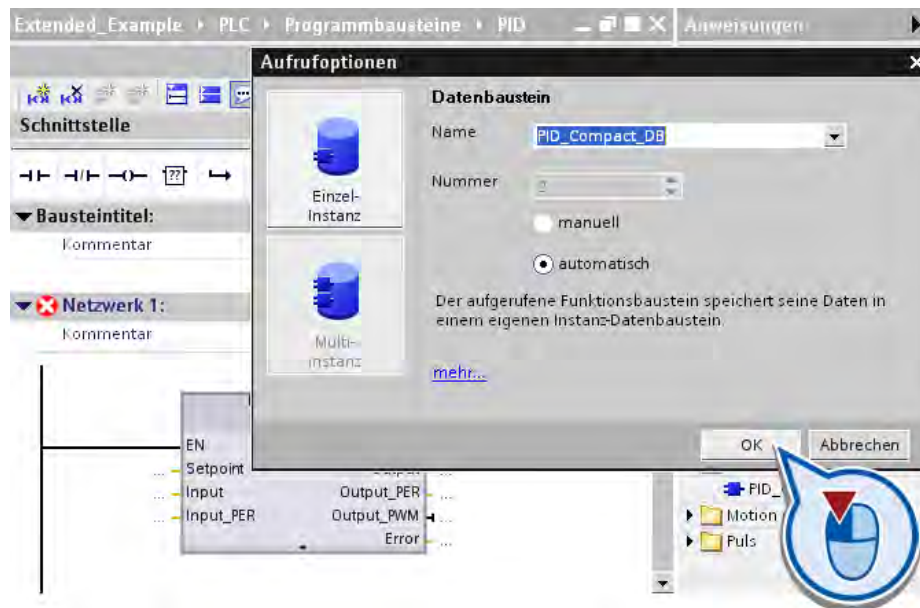 Extended_Example ▸ PLC ▸ Programmbausteine ▸ PID
Anweisungen
Aufrufoptionen
Schnittstelle
Bausteintitel:
Kommentar
Netzwerk 1:
Kommentar
Einzel-
Instanz
Multi-
instanz
Datenbaustein
Name PID_Compact_DB
Nummer
manuell
automatisch
Der aufgerufene Funktionsbaustein speichert seine Daten in
einem eigenen Instanz-Datenbaustein.
mehr...
OK Abbrechen
EN
... Setpoint ...
... Input Output_PER ...
... Input_PER Output_PWM ...
Error ...
PID_
Motion
Puls